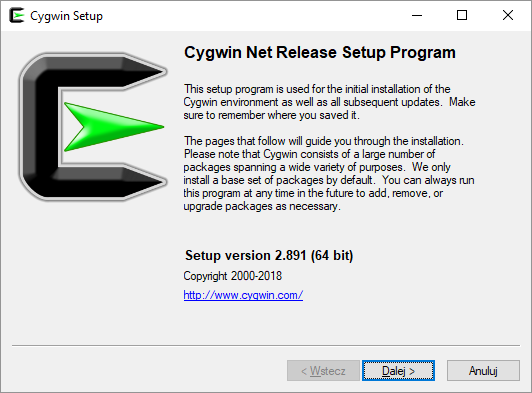 Cygwin Setup
Cygwin Net Release Setup Program
This setup program is used for the initial installation of the
Cygwin environment as well as all subsequent updates. Make
sure to remember where you saved it.
The pages that follow will guide you through the installation.
Please note that Cygwin consists of a large number of
packages spanning a wide variety of purposes. We only
install a base set of packages by default. You can always run
this program at any time in the future to add, remove, or
upgrade packages as necessary.
Setup version 2.891 (64 bit)
Copyright 2000-2018
http://www.cygwin.com/
< Wstecz
Dalej >
Anuluj